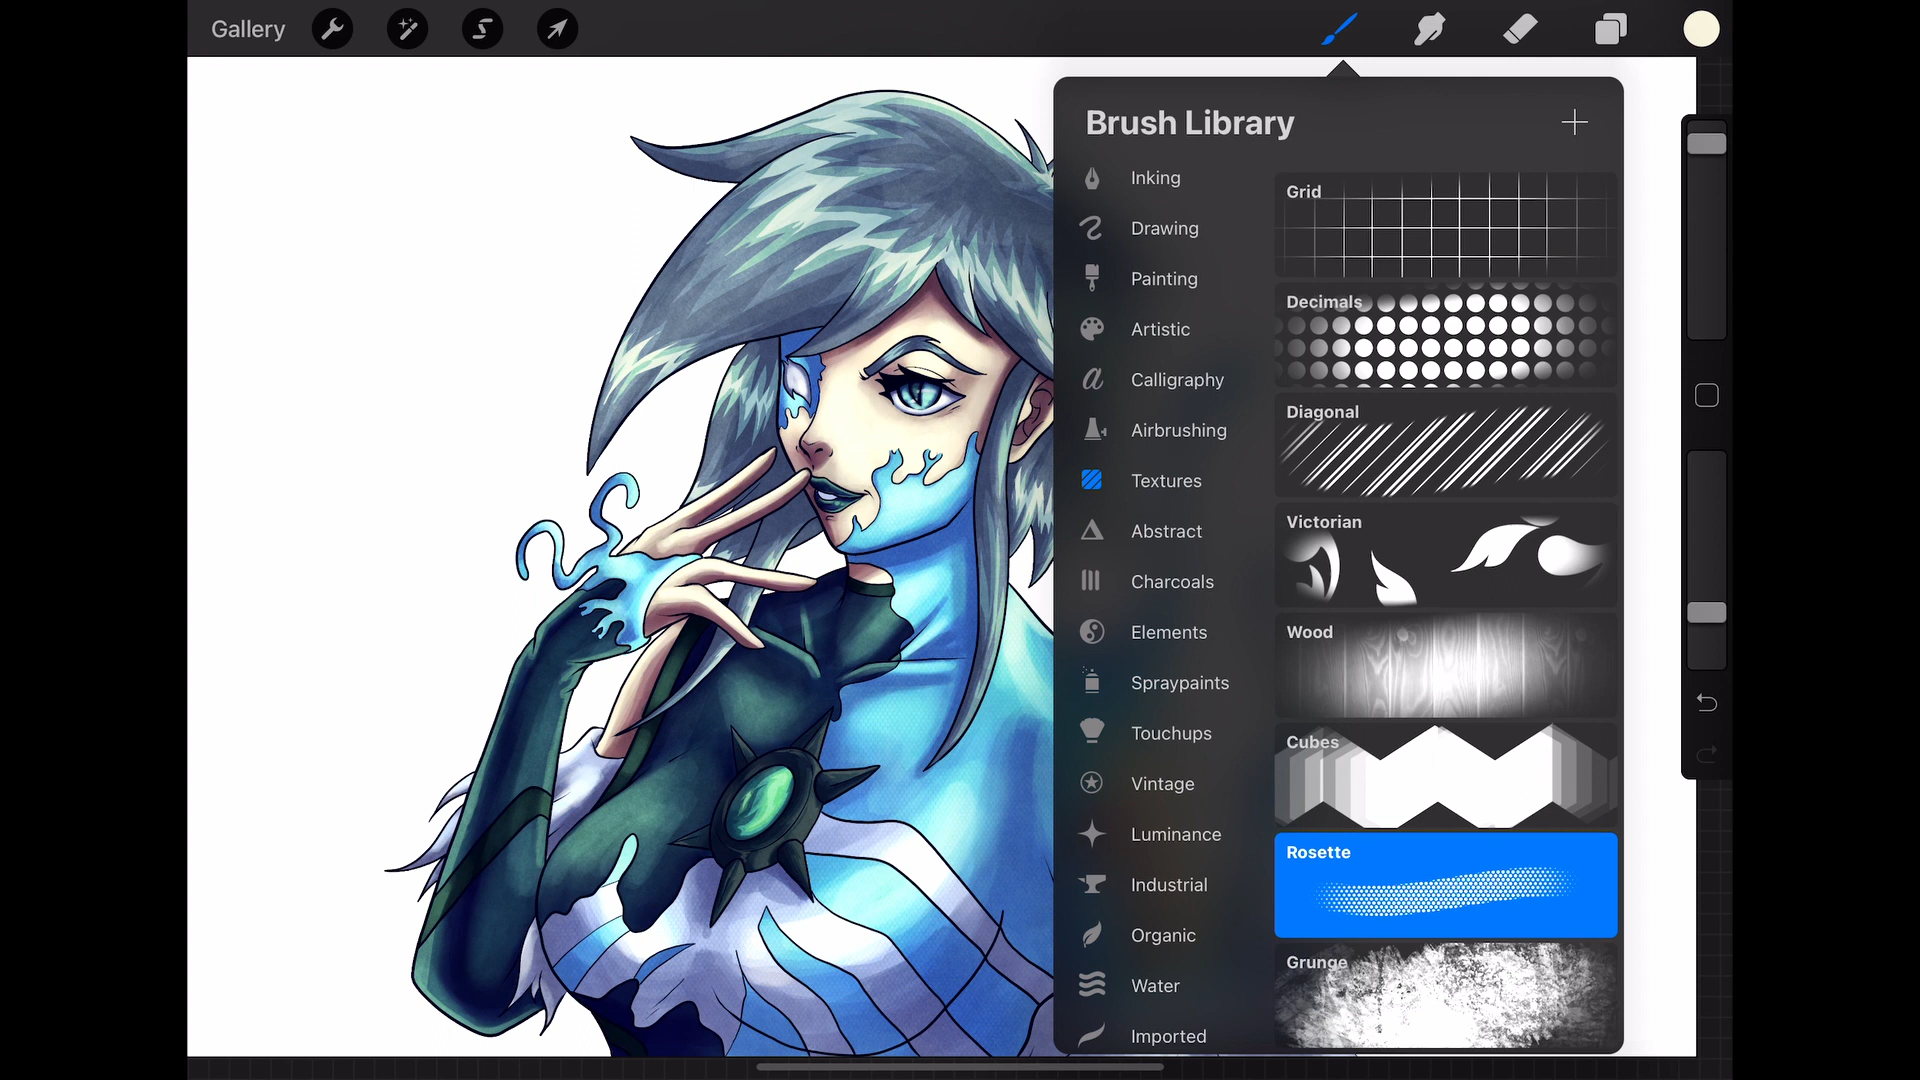 Gallery
Brush Library
Inking
Drawing
Painting
Artistic
Calligraphy
Airbrushing
Textures
Abstract
Charcoals
Elements
Spraypaints
Touchups
Vintage
Luminance
Industrial
Organic
Water
Imported
Grid
Decimals
Diagonal
Victorian
Wood
Cubes
Rosette
Grunge